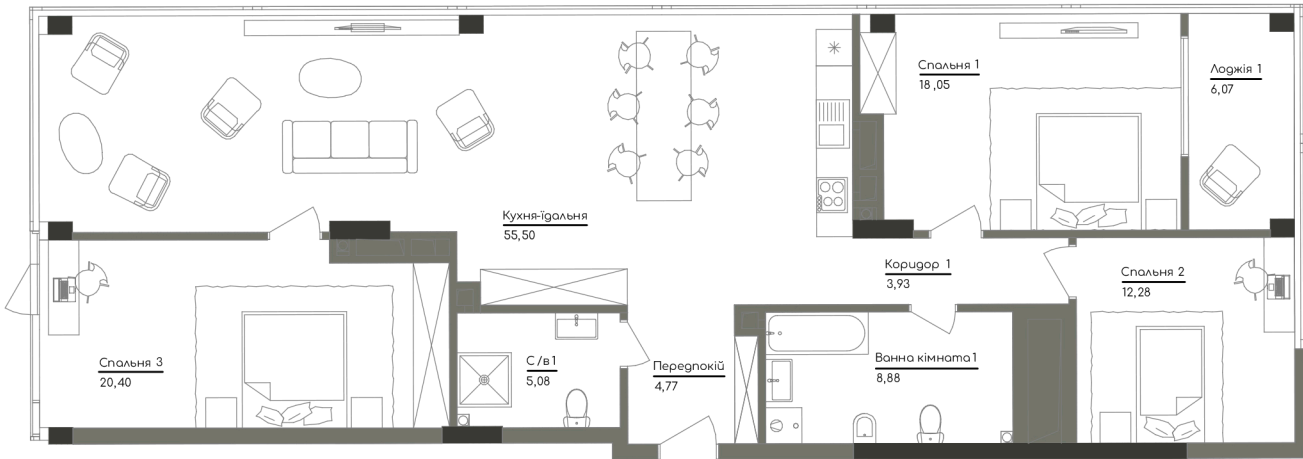 Спальня 1
18,05
Лоджія 1
6,07
Кухня-їдальня
55,50
Коридор 1
3,93
Спальня 2
12,28
Спальня 3
20,40
С/в1
5,08
Передпокій
4,77
Ванна кімната1
8,88